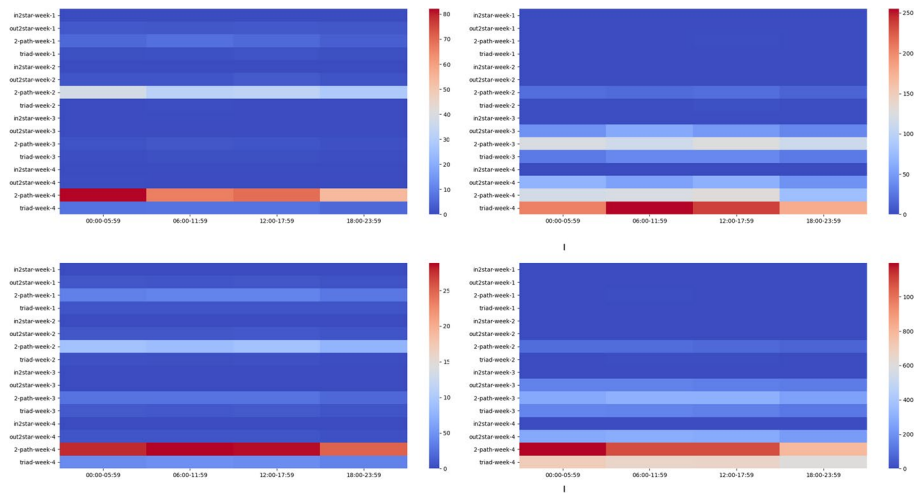 in2star-week-1
out2star-week-1
2-path-week-1
triad-week-1
in2star-week-2
out2star-week-2
2-path-week-2
triad-week-2
in2star-week-3
out2star-week-3
2-path-week-3
triad-week-3
in2star-week-4
out2star-week-4
2-path-week-4
triad-week-4
00:00-05:59 06:00-11:59 12:00-17:59 18:00-23:59
80
70
60
50
40
30
20
10
0
in2star-week-1
out2star-week-1
2-path-week-1
triad-week-1
in2star-week-2
out2star-week-2
2-path-week-2
triad-week-2
in2star-week-3
out2star-week-3
2-path-week-3
triad-week-3
in2star-week-4
out2star-week-4
2-path-week-4
triad-week-4
00:00-05:59 06:00-11:59 12:00-17:59 18:00-23:59
250
200
150
100
50
0
I
in2star-week-1
out2star-week-1
2-path-week-1
triad-week-1
in2star-week-2
out2star-week-2
2-path-week-2
triad-week-2
in2star-week-3
out2star-week-3
2-path-week-3
triad-week-3
in2star-week-4
out2star-week-4
2-path-week-4
triad-week-4
00:00-05:59 06:00-11:59 12:00-17:59 18:00-23:59
25
20
15
10
50
0
in2star-week-1
out2star-week-1
2-path-week-1
triad-week-1
in2star-week-2
out2star-week-2
2-path-week-2
triad-week-2
in2star-week-3
out2star-week-3
2-path-week-3
triad-week-3
in2star-week-4
out2star-week-4
2-path-week-4
triad-week-4
00:00-05:59 06:00-11:59 12:00-17:59 18:00-23:59
100
800
600
400
200
0
I